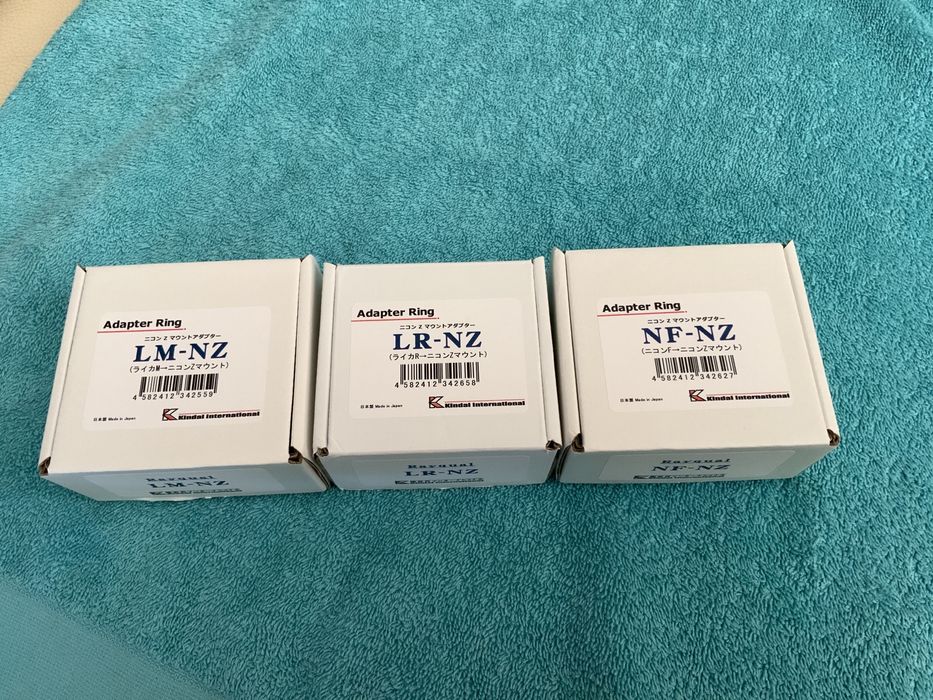 Adapter Ring
ニコン Z マウントアダプター
LM-NZ
(ライカM→ニコンZマウント)
4 582412 342559
日本製 Made in Japan
Kindai International
Rayqual
LM-NZ
Adapter Ring
ニコン Z マウントアダプター
LR-NZ
(ライカR→ニコンZマウント)
4 582412 342658
日本製 Made in Japan
Kindai International
Rayqual
LR-NZ
Adapter Ring
ニコン Z マウントアダプター
NF-NZ
(ニコンF→ニコンZマウント)
4 582412 342627
日本製 Made in Japan
Kindai International
Rayqual
NF-NZ